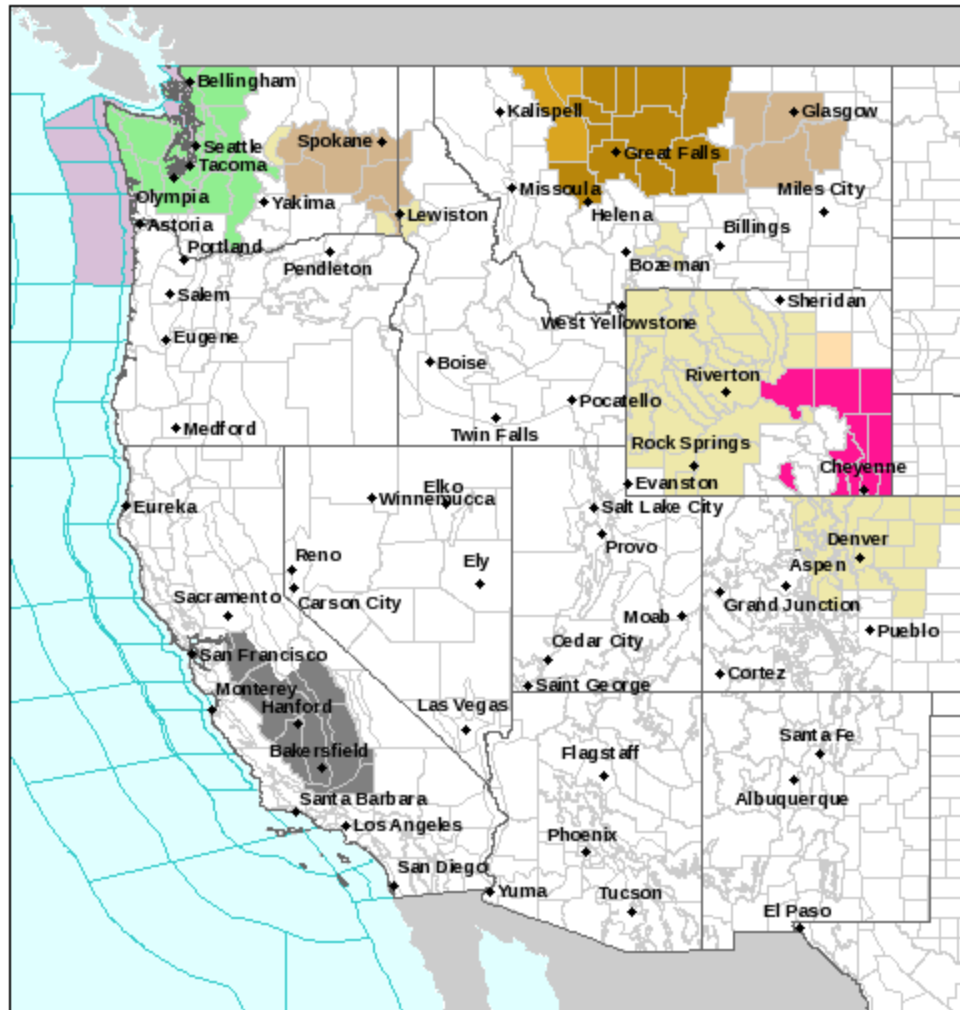 Bellingham
Kalispell
Glasgow
Spokane
Seattle
Great Falls
Tacoma
Missoula
Miles City
Olympia
Yakima
Lewiston
Helena
Astoria
Billings
Portland
Pendleton
Bozeman
Salem
Sheridan
West Yellowstone
Eugene
Boise
Riverton
Pocatello
Medford
Twin Falls
Rock Springs
Cheyenne
Evanston
Elko
Winnemucca
Eureka
Salt Lake City
Denver
Provo
Reno
Ely
Aspen
Sacramento
Carson City
Grand Junction
Moab
Pueblo
Cedar City
San Francisco
Cortez
Monterey
Saint George
Hanford
Las Vegas
Santa Fe
Bakersfield
Flagstaff
Santa Barbara
Albuquerque
Los Angeles
Phoenix
San Diego
Yuma
Tucson
El Paso